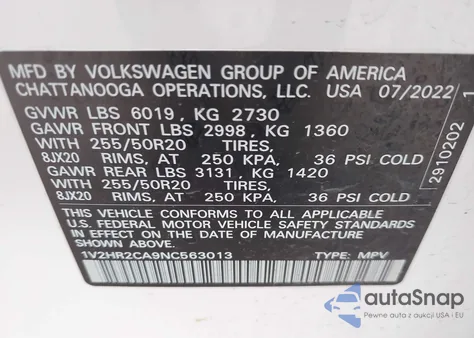 MFD BY VOLKSWAGEN GROUP OF AMERICA
CHATTANOOGA OPERATIONS, LLC. USA 07/2022
GVWR LBS 6019, KG 2730
GAWR FRONT LBS 2998, KG 1360
WITH 255/50R20 TIRES,
8JX20 RIMS, AT 250 KPA, 36 PSI COLD
GAWR REAR LBS 3131, KG 1420
WITH 255/50R20 TIRES,
8JX20 RIMS, AT 250 KPA, 36 PSI COLD
THIS VEHICLE CONFORMS TO ALL APPLICABLE
U.S. FEDERAL MOTOR VEHICLE SAFETY STANDARDS
IN EFFECT ON THE DATE OF MANUFACTURE
SHOWN ABOVE.
1V2HR2CA9NC563013 TYPE: MPV
2910202 1
autoSnap
Pewne auta z aukcji w USA